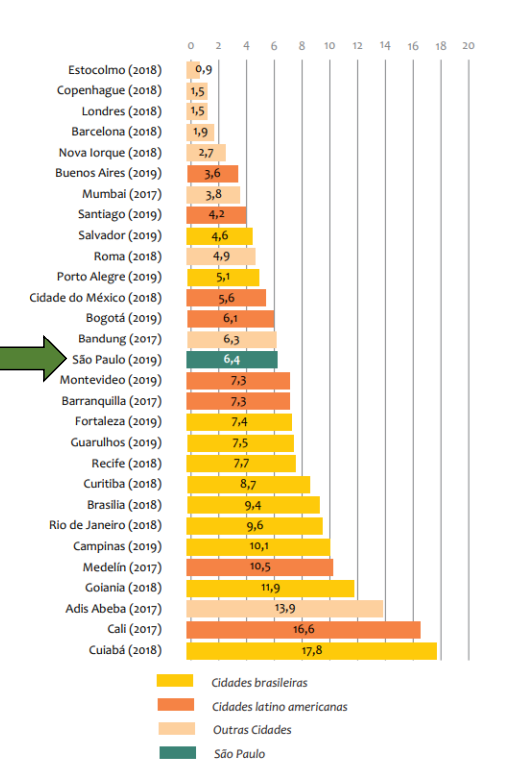 0 2 4 6 8 10 12 14 16 18 20
Estocolmo (2018) 0,9
Copenhague (2018) 1,5
Londres (2018) 1,5
Barcelona (2018) 1,9
Nova Iorque (2018) 2,7
Buenos Aires (2019) 3,6
Mumbai (2017) 3,8
Santiago (2019) 4,2
Salvador (2019) 4,6
Roma (2018) 4,9
Porto Alegre (2019) 5,1
Cidade do México (2018) 5,6
Bogotá (2019) 6,1
Bandung (2017) 6,3
São Paulo (2019) 6,4
Montevideo (2019) 7,3
Barranquilla (2017) 7,3
Fortaleza (2019) 7,4
Guarulhos (2019) 7,5
Recife (2018) 7,7
Curitiba (2018) 8,7
Brasília (2018) 9,4
Rio de Janeiro (2018) 9,6
Campinas (2019) 10,1
Medelín (2017) 10,5
Goiania (2018) 11,9
Adis Abeba (2017) 13,9
Cali (2017) 16,6
Cuiabá (2018) 17,8
Cidades brasileiras
Cidades latino americanas
Outras Cidades
São Paulo